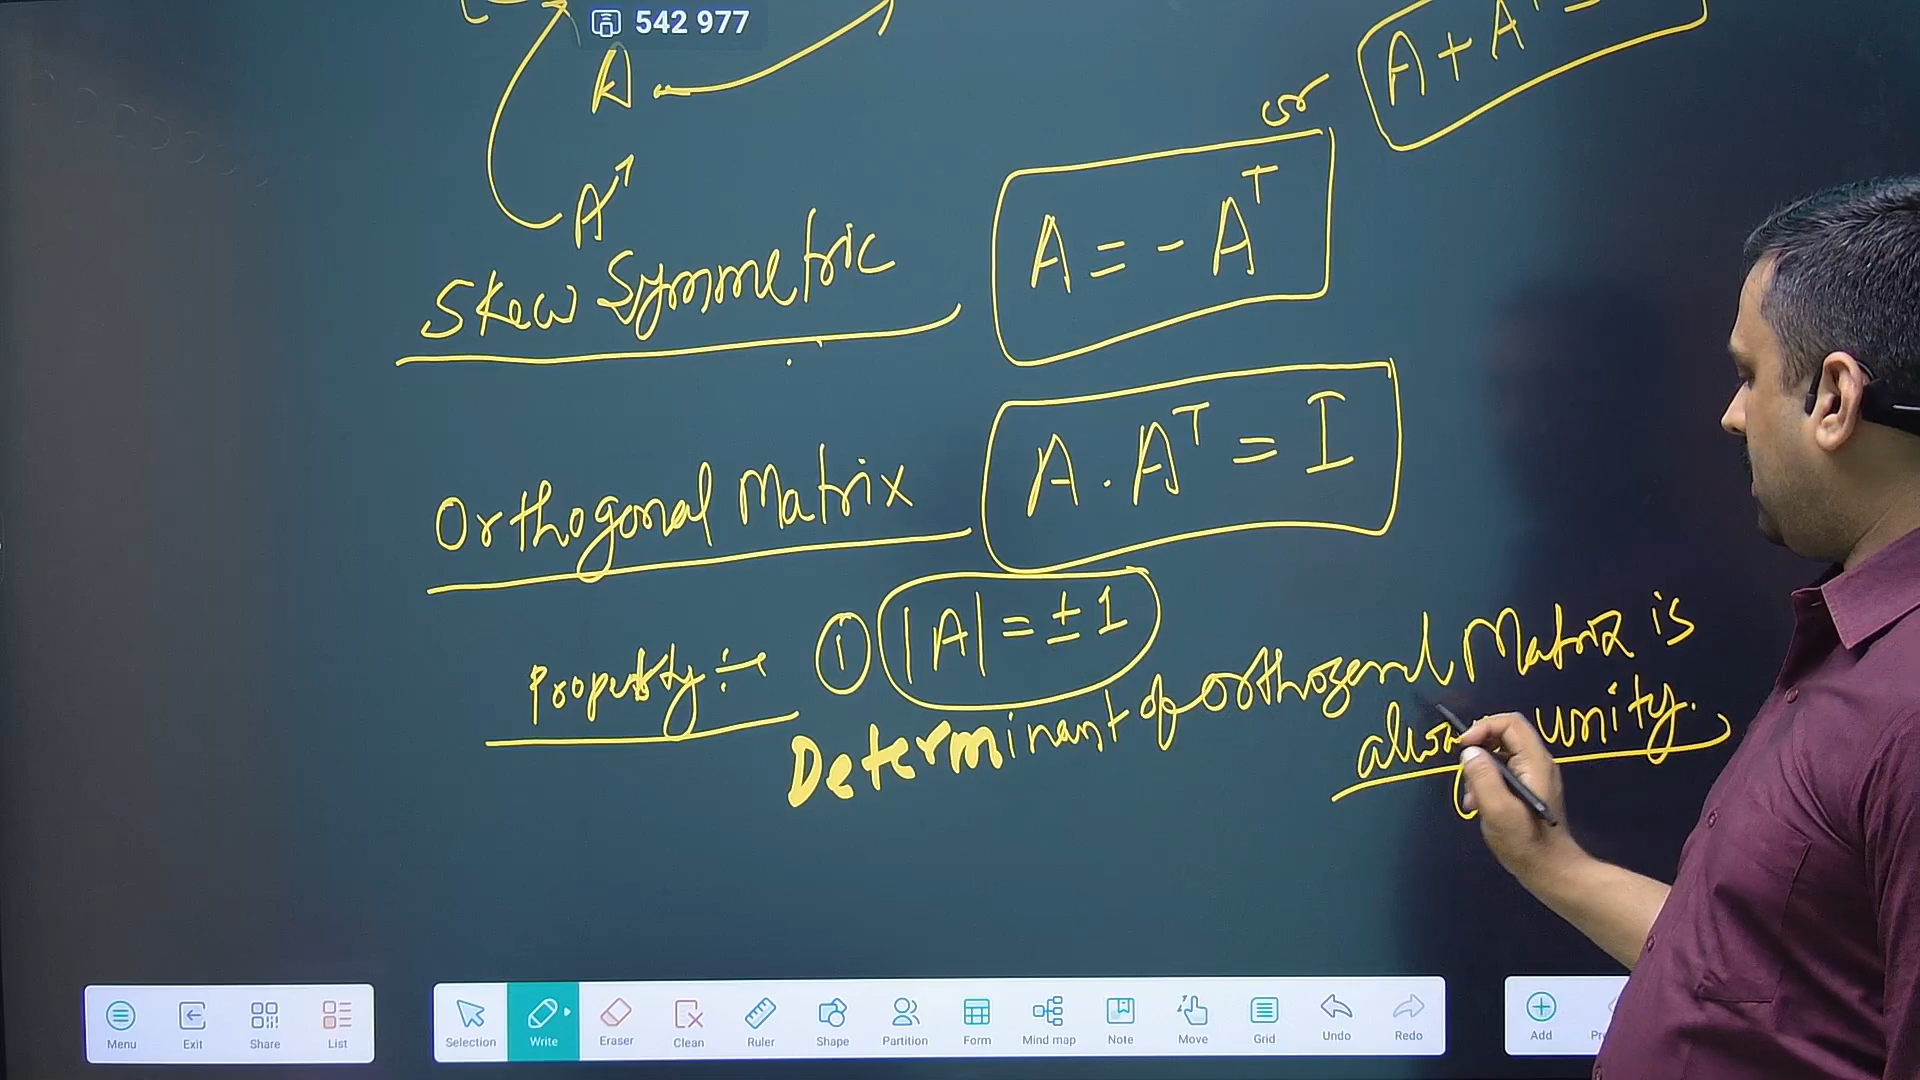 542 977
A
A + A^T =
or
A^T
Skew Symmetric
A = - A^T
Orthogonal Matrix
A . A^T = I
Property :→ ① |A| = ± 1
Determinant of orthogonal Matrix is
always unity.
Menu Exit Share List Selection Write Eraser Clean Ruler Shape Partition Form Mind map Note Move Grid Undo Redo Add